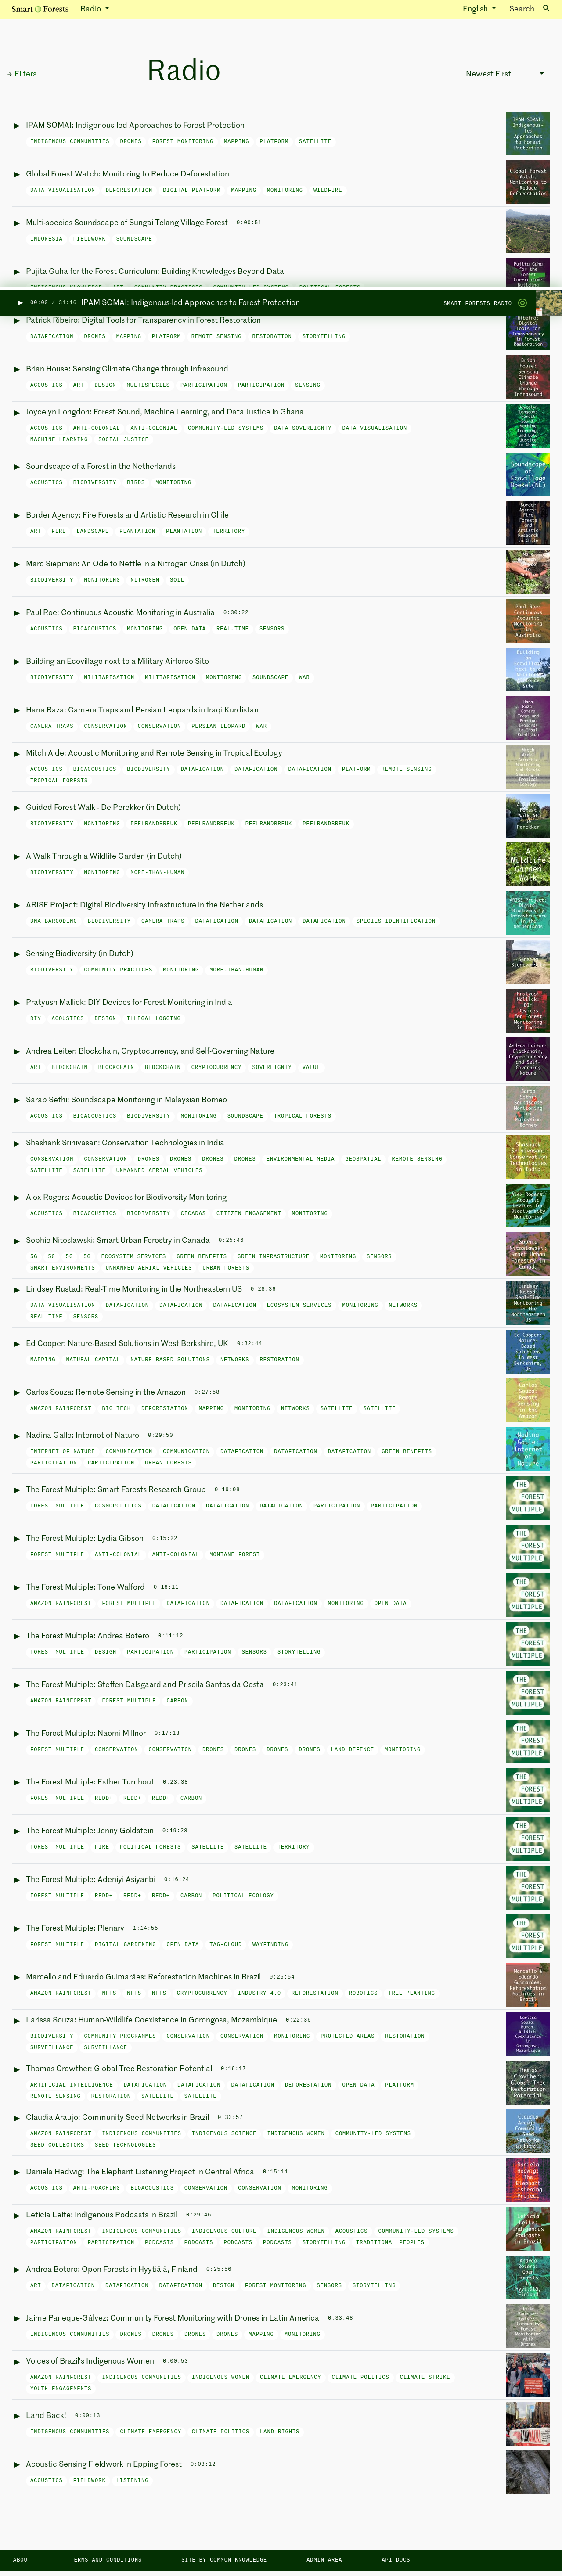 Smart Forests Radio English Search
Filters Radio Newest First
IPAM SOMAI: Indigenous-led Approaches to Forest Protection
INDIGENOUS COMMUNITIES DRONES FOREST MONITORING MAPPING PLATFORM SATELLITE
Global Forest Watch: Monitoring to Reduce Deforestation
DATA VISUALISATION DEFORESTATION DIGITAL PLATFORM MAPPING MONITORING WILDFIRE
Multi-species Soundscape of Sungai Telang Village Forest 0:00:51
INDONESIA FIELDWORK SOUNDSCAPE
Pujita Guha for the Forest Curriculum: Building Knowledges Beyond Data
00:00 / 31:16 IPAM SOMAI: Indigenous-led Approaches to Forest Protection SMART FORESTS RADIO
Patrick Ribeiro: Digital Tools for Transparency in Forest Restoration
DATAFICATION DRONES MAPPING PLATFORM REMOTE SENSING RESTORATION STORYTELLING
Brian House: Sensing Climate Change through Infrasound
ACOUSTICS ART DESIGN MULTISPECIES PARTICIPATION PARTICIPATION SENSING
Joycelyn Longdon: Forest Sound, Machine Learning, and Data Justice in Ghana
ACOUSTICS ANTI-COLONIAL ANTI-COLONIAL COMMUNITY-LED SYSTEMS DATA SOVEREIGNTY DATA VISUALISATION
MACHINE LEARNING SOCIAL JUSTICE
Soundscape of a Forest in the Netherlands
ACOUSTICS BIODIVERSITY BIRDS MONITORING
Border Agency: Fire Forests and Artistic Research in Chile
ART FIRE LANDSCAPE PLANTATION PLANTATION TERRITORY
Marc Siepman: An Ode to Nettle in a Nitrogen Crisis (in Dutch)
BIODIVERSITY MONITORING NITROGEN SOIL
Paul Roe: Continuous Acoustic Monitoring in Australia 0:30:22
ACOUSTICS BIOACOUSTICS MONITORING OPEN DATA REAL-TIME SENSORS
Building an Ecovillage next to a Military Airforce Site
BIODIVERSITY MILITARISATION MILITARISATION MONITORING SOUNDSCAPE WAR
Hana Raza: Camera Traps and Persian Leopards in Iraqi Kurdistan
CAMERA TRAPS CONSERVATION CONSERVATION PERSIAN LEOPARD WAR
Mitch Aide: Acoustic Monitoring and Remote Sensing in Tropical Ecology
ACOUSTICS BIOACOUSTICS BIODIVERSITY DATAFICATION DATAFICATION DATAFICATION PLATFORM REMOTE SENSING
TROPICAL FORESTS
Guided Forest Walk - De Perekker (in Dutch)
BIODIVERSITY MONITORING PEELRANDBREUK PEELRANDBREUK PEELRANDBREUK PEELRANDBREUK
A Walk Through a Wildlife Garden (in Dutch)
BIODIVERSITY MONITORING MORE-THAN-HUMAN
ARISE Project: Digital Biodiversity Infrastructure in the Netherlands
DNA BARCODING BIODIVERSITY CAMERA TRAPS DATAFICATION DATAFICATION DATAFICATION SPECIES IDENTIFICATION
Sensing Biodiversity (in Dutch)
BIODIVERSITY COMMUNITY PRACTICES MONITORING MORE-THAN-HUMAN
Pratyush Mallick: DIY Devices for Forest Monitoring in India
DIY ACOUSTICS DESIGN ILLEGAL LOGGING
Andrea Leiter: Blockchain, Cryptocurrency, and Self-Governing Nature
ART BLOCKCHAIN BLOCKCHAIN BLOCKCHAIN CRYPTOCURRENCY SOVEREIGNTY VALUE
Sarab Sethi: Soundscape Monitoring in Malaysian Borneo
ACOUSTICS BIOACOUSTICS BIODIVERSITY MONITORING SOUNDSCAPE TROPICAL FORESTS
Shashank Srinivasan: Conservation Technologies in India
CONSERVATION CONSERVATION DRONES DRONES DRONES DRONES ENVIRONMENTAL MEDIA GEOSPATIAL REMOTE SENSING
SATELLITE SATELLITE UNMANNED AERIAL VEHICLES
Alex Rogers: Acoustic Devices for Biodiversity Monitoring
ACOUSTICS BIOACOUSTICS BIODIVERSITY CICADAS CITIZEN ENGAGEMENT MONITORING
Sophie Nitoslawski: Smart Urban Forestry in Canada 0:25:46
5G 5G 5G 5G ECOSYSTEM SERVICES GREEN BENEFITS GREEN INFRASTRUCTURE MONITORING SENSORS
SMART ENVIRONMENTS UNMANNED AERIAL VEHICLES URBAN FORESTS
Lindsey Rustad: Real-Time Monitoring in the Northeastern US 0:28:36
DATA VISUALISATION DATAFICATION DATAFICATION DATAFICATION ECOSYSTEM SERVICES MONITORING NETWORKS
REAL-TIME SENSORS
Ed Cooper: Nature-Based Solutions in West Berkshire, UK 0:32:44
MAPPING NATURAL CAPITAL NATURE-BASED SOLUTIONS NETWORKS RESTORATION
Carlos Souza: Remote Sensing in the Amazon 0:27:58
AMAZON RAINFOREST BIG TECH DEFORESTATION MAPPING MONITORING NETWORKS SATELLITE SATELLITE
Nadina Galle: Internet of Nature 0:29:50
INTERNET OF NATURE COMMUNICATION COMMUNICATION DATAFICATION DATAFICATION DATAFICATION GREEN BENEFITS
PARTICIPATION PARTICIPATION URBAN FORESTS
The Forest Multiple: Smart Forests Research Group 0:19:08
FOREST MULTIPLE COSMOPOLITICS DATAFICATION DATAFICATION DATAFICATION PARTICIPATION PARTICIPATION
The Forest Multiple: Lydia Gibson 0:15:22
FOREST MULTIPLE ANTI-COLONIAL ANTI-COLONIAL MONTANE FOREST
The Forest Multiple: Tone Walford 0:18:11
AMAZON RAINFOREST FOREST MULTIPLE DATAFICATION DATAFICATION DATAFICATION MONITORING OPEN DATA
The Forest Multiple: Andrea Botero 0:11:12
FOREST MULTIPLE DESIGN PARTICIPATION PARTICIPATION SENSORS STORYTELLING
The Forest Multiple: Steffen Dalsgaard and Priscila Santos da Costa 0:23:41
AMAZON RAINFOREST FOREST MULTIPLE CARBON
The Forest Multiple: Naomi Millner 0:17:18
FOREST MULTIPLE CONSERVATION CONSERVATION DRONES DRONES DRONES DRONES LAND DEFENCE MONITORING
The Forest Multiple: Esther Turnhout 0:23:38
FOREST MULTIPLE REDD+ REDD+ REDD+ CARBON
The Forest Multiple: Jenny Goldstein 0:19:28
FOREST MULTIPLE FIRE POLITICAL FORESTS SATELLITE SATELLITE TERRITORY
The Forest Multiple: Adeniyi Asiyanbi 0:16:24
FOREST MULTIPLE REDD+ REDD+ REDD+ CARBON POLITICAL ECOLOGY
The Forest Multiple: Plenary 1:14:55
FOREST MULTIPLE DIGITAL GARDENING OPEN DATA TAG-CLOUD WAYFINDING
Marcello and Eduardo Guimarães: Reforestation Machines in Brazil 0:26:54
AMAZON RAINFOREST NFTS NFTS NFTS CRYPTOCURRENCY INDUSTRY 4.0 REFORESTATION ROBOTICS TREE PLANTING
Larissa Souza: Human-Wildlife Coexistence in Gorongosa, Mozambique 0:22:36
BIODIVERSITY COMMUNITY PROGRAMMES CONSERVATION CONSERVATION MONITORING PROTECTED AREAS RESTORATION
SURVEILLANCE SURVEILLANCE
Thomas Crowther: Global Tree Restoration Potential 0:16:17
ARTIFICIAL INTELLIGENCE DATAFICATION DATAFICATION DATAFICATION DEFORESTATION OPEN DATA PLATFORM
REMOTE SENSING RESTORATION SATELLITE SATELLITE
Claudia Araújo: Community Seed Networks in Brazil 0:33:57
AMAZON RAINFOREST INDIGENOUS COMMUNITIES INDIGENOUS SCIENCE INDIGENOUS WOMEN COMMUNITY-LED SYSTEMS
SEED COLLECTORS SEED TECHNOLOGIES
Daniela Hedwig: The Elephant Listening Project in Central Africa 0:15:11
ACOUSTICS ANTI-POACHING BIOACOUSTICS CONSERVATION CONSERVATION MONITORING
Letícia Leite: Indigenous Podcasts in Brazil 0:29:46
AMAZON RAINFOREST INDIGENOUS COMMUNITIES INDIGENOUS CULTURE INDIGENOUS WOMEN ACOUSTICS COMMUNITY-LED SYSTEMS
PARTICIPATION PARTICIPATION PODCASTS PODCASTS PODCASTS PODCASTS STORYTELLING TRADITIONAL PEOPLES
Andrea Botero: Open Forests in Hyytiälä, Finland 0:25:56
ART DATAFICATION DATAFICATION DATAFICATION DESIGN FOREST MONITORING SENSORS STORYTELLING
Jaime Paneque-Gálvez: Community Forest Monitoring with Drones in Latin America 0:33:48
INDIGENOUS COMMUNITIES DRONES DRONES DRONES DRONES MAPPING MONITORING
Voices of Brazil's Indigenous Women 0:00:53
AMAZON RAINFOREST INDIGENOUS COMMUNITIES INDIGENOUS WOMEN CLIMATE EMERGENCY CLIMATE POLITICS CLIMATE STRIKE
YOUTH ENGAGEMENTS
Land Back! 0:00:13
INDIGENOUS COMMUNITIES CLIMATE EMERGENCY CLIMATE POLITICS LAND RIGHTS
Acoustic Sensing Fieldwork in Epping Forest 0:03:12
ACOUSTICS FIELDWORK LISTENING
ABOUT TERMS AND CONDITIONS SITE BY COMMON KNOWLEDGE ADMIN AREA API DOCS